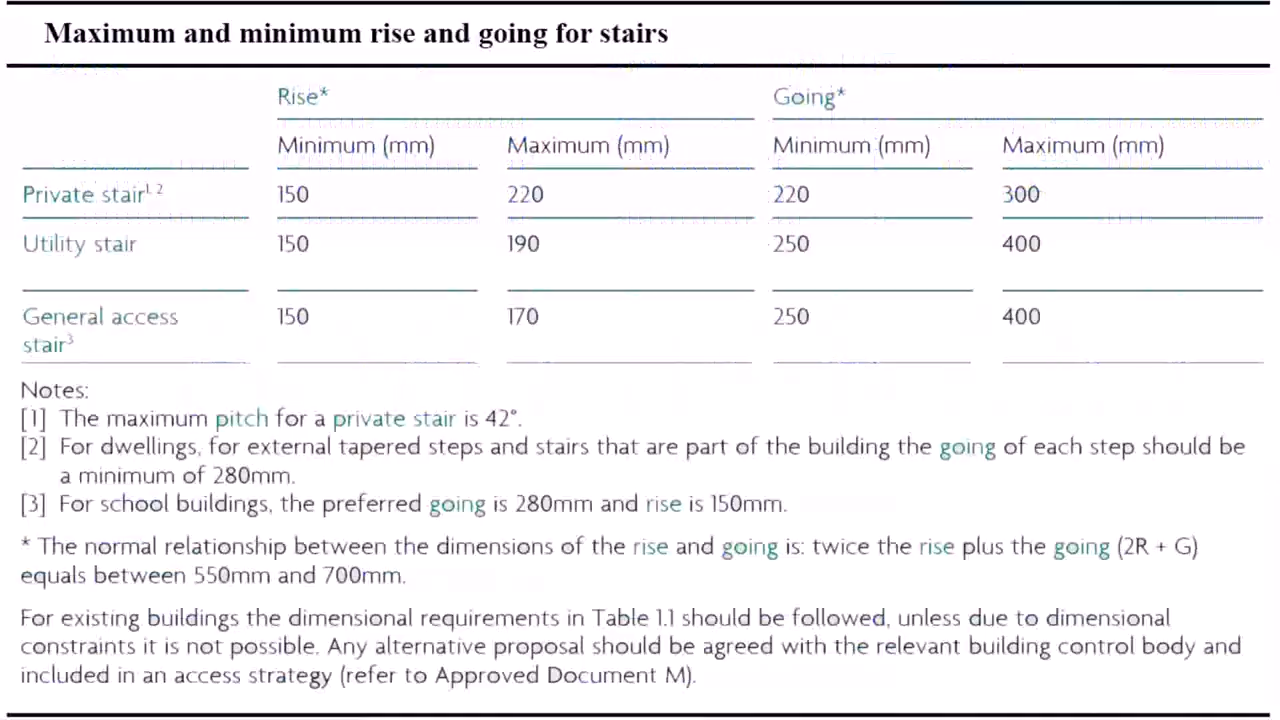 Maximum and minimum rise and going for stairs
Rise* Going*
Minimum (mm) Maximum (mm) Minimum (mm) Maximum (mm)
Private stair¹˒² 150 220 220 300
Utility stair 150 190 250 400
General access 150 170 250 400
stair³
Notes:
[1] The maximum pitch for a private stair is 42°.
[2] For dwellings, for external tapered steps and stairs that are part of the building the going of each step should be
a minimum of 280mm.
[3] For school buildings, the preferred going is 280mm and rise is 150mm.
* The normal relationship between the dimensions of the rise and going is: twice the rise plus the going (2R + G)
equals between 550mm and 700mm.
For existing buildings the dimensional requirements in Table 1.1 should be followed, unless due to dimensional
constraints it is not possible. Any alternative proposal should be agreed with the relevant building control body and
included in an access strategy (refer to Approved Document M).